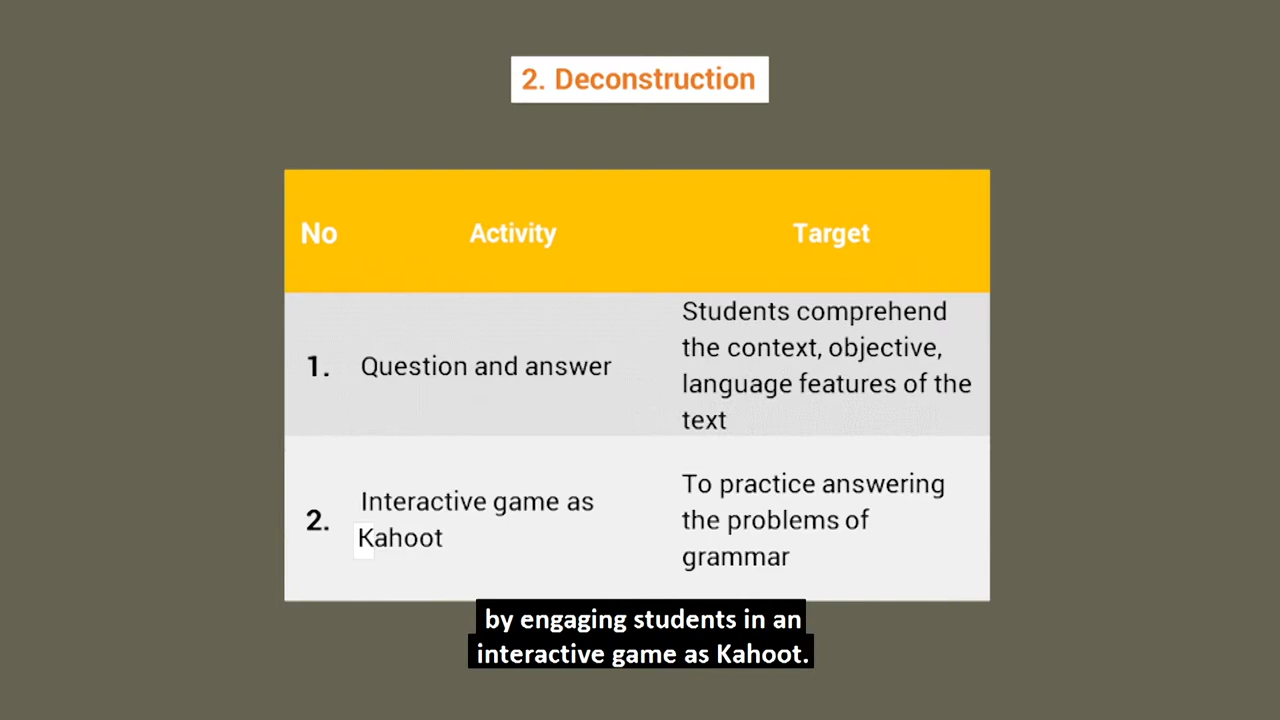 2. Deconstruction
No Activity Target
1. Question and answer
Students comprehend
the context, objective,
language features of the
text
2. Interactive game as
Kahoot
To practice answering
the problems of
grammar
by engaging students in an
interactive game as Kahoot.